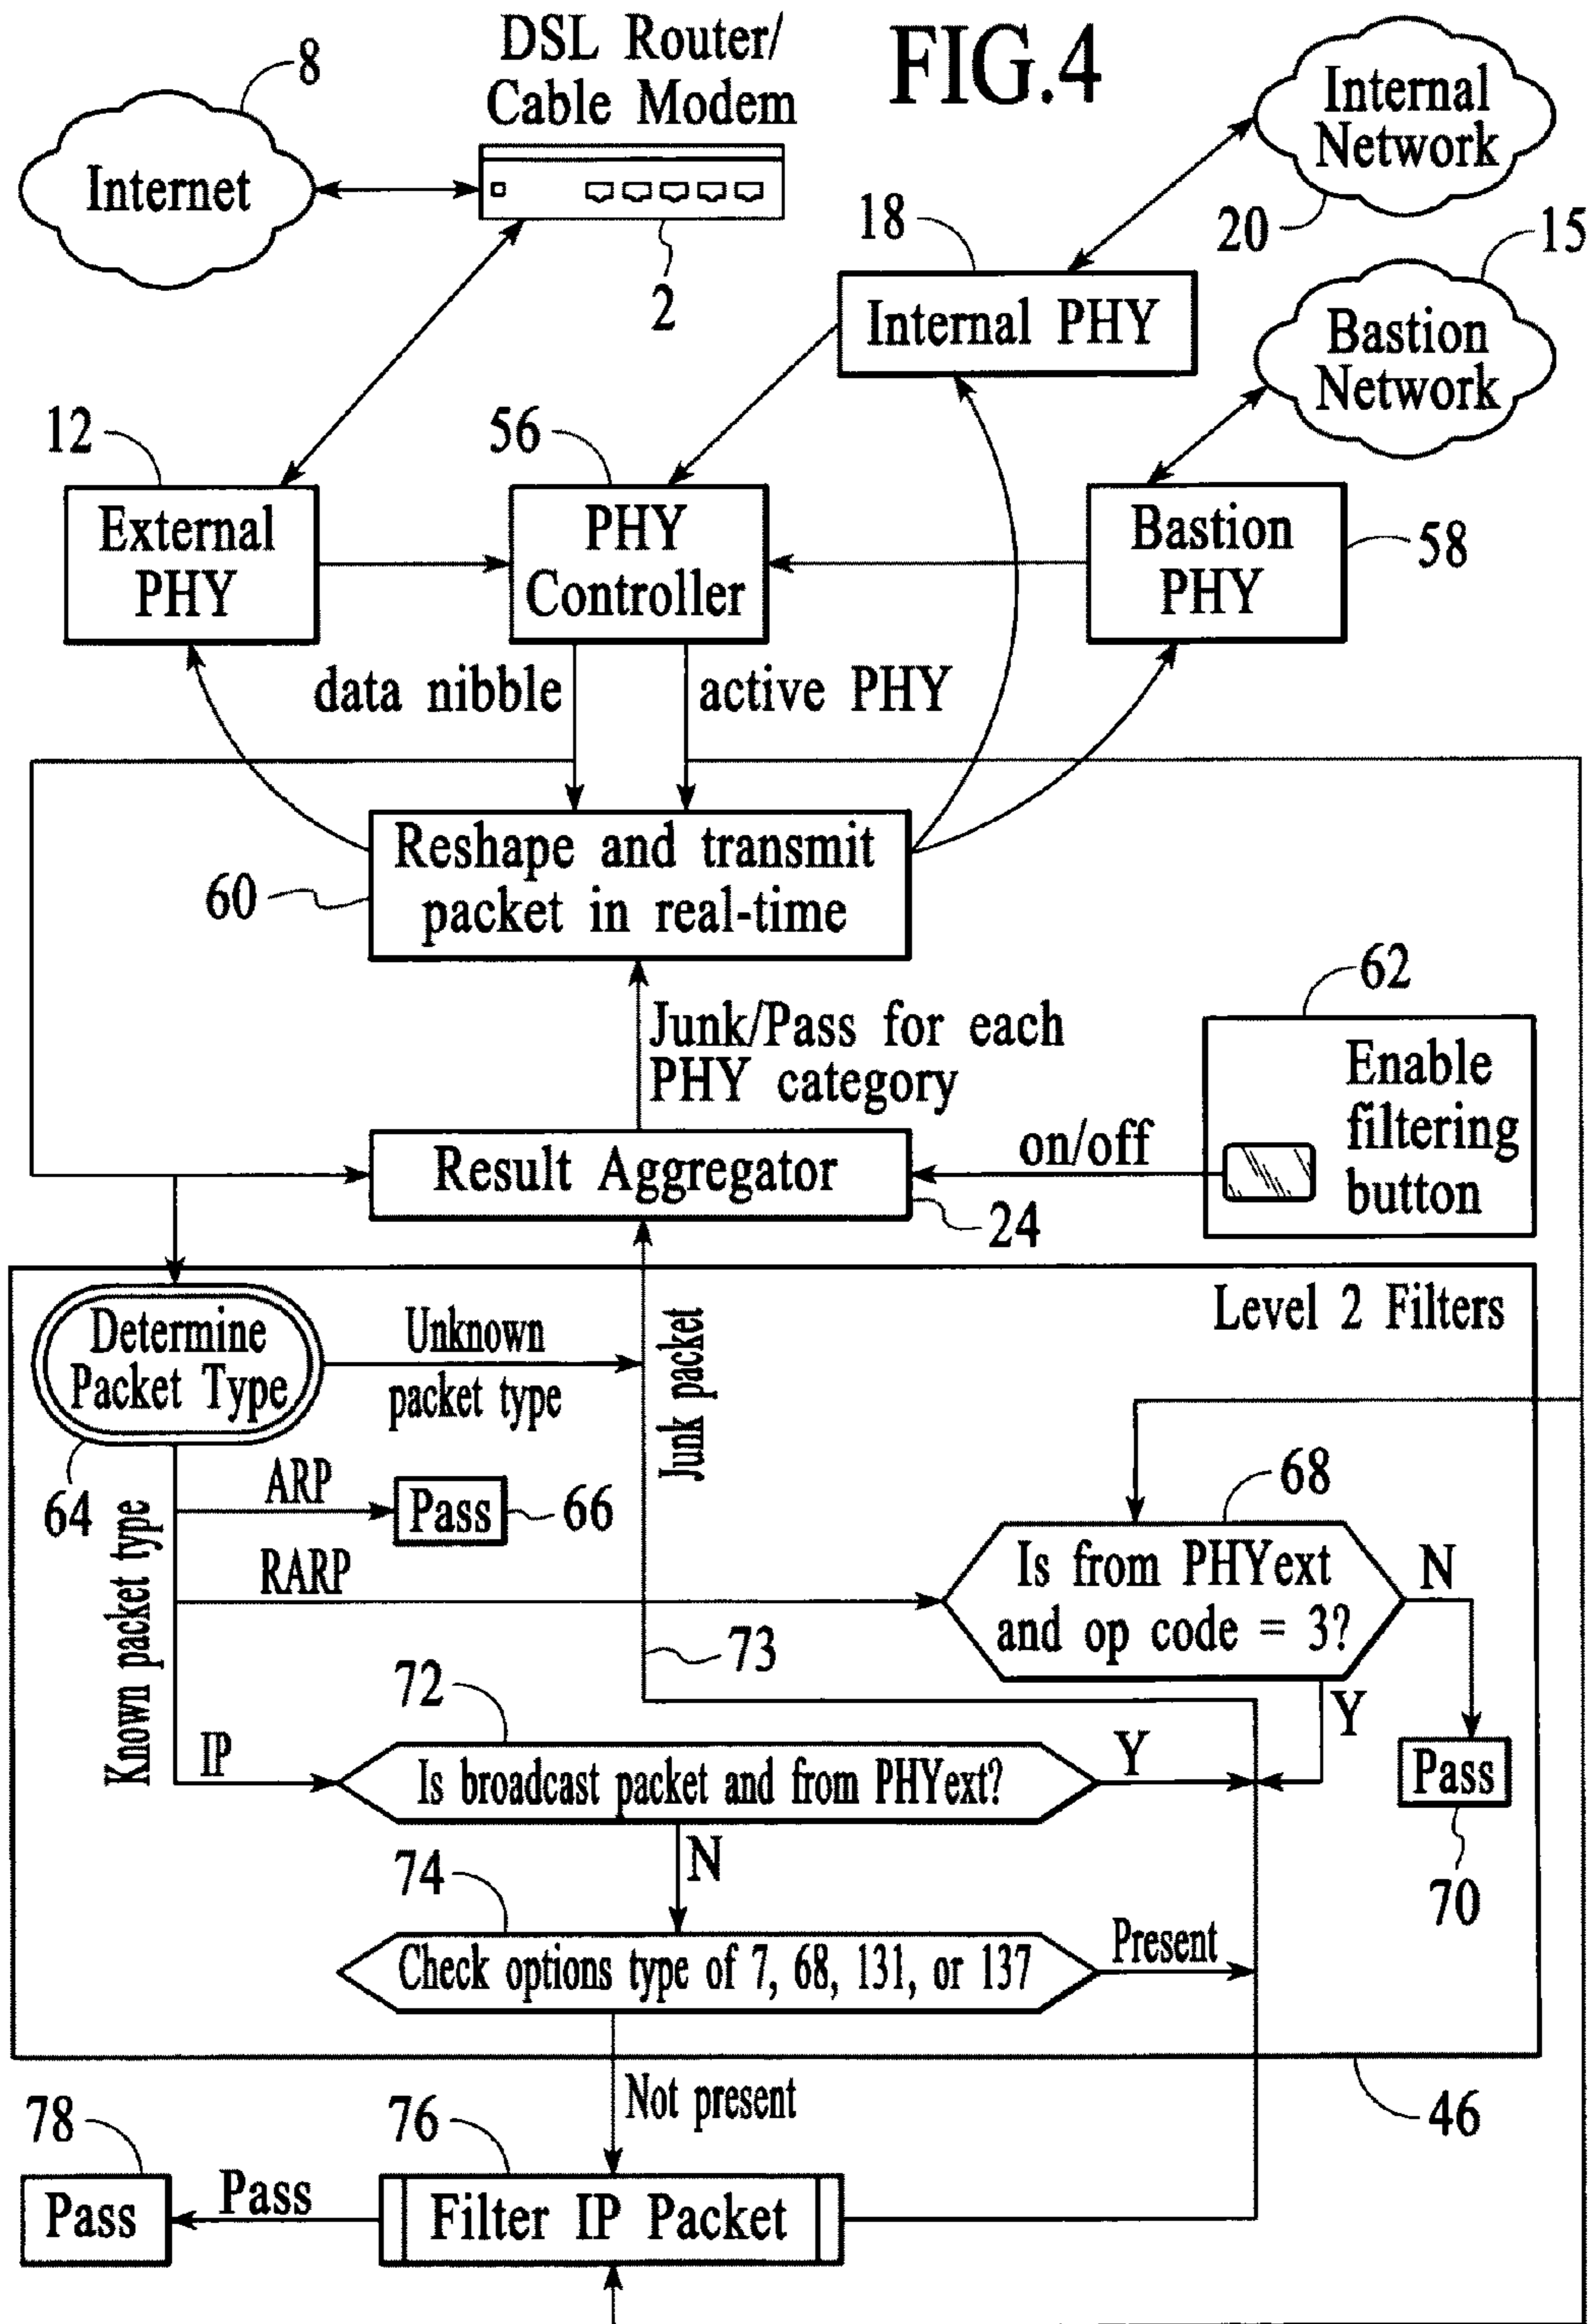 FIG.4
DSL Router/
Cable Modem
8
Internet
2
Internal
Network
20
18
Internal PHY
15
Bastion
Network
12
External
PHY
56
PHY
Controller
Bastion
PHY
58
data nibble
active PHY
Reshape and transmit
packet in real-time
60
Junk/Pass for each
PHY category
62
Enable
filtering
button
on/off
Result Aggregator
24
Level 2 Filters
Determine
Packet Type
64
Unknown
packet type
Junk packet
Known packet type
ARP
Pass
66
RARP
68
Is from PHYext
and op code = 3?
N
Y
Pass
70
73
IP
72
Is broadcast packet and from PHYext?
Y
N
74
Check options type of 7, 68, 131, or 137
Present
Not present
46
76
Filter IP Packet
Pass
78
Pass